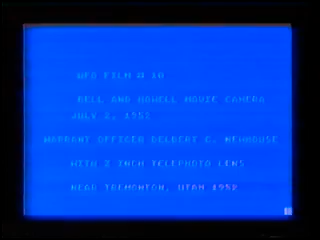 UFO FILM # 10
BELL AND HOWELL MOVIE CAMERA
JULY 2, 1952
WARRANT OFFICER DELBERT C. NEWHOUSE
WITH 2 INCH TELEPHOTO LENS
NEAR TREMONTON, UTAH 1952